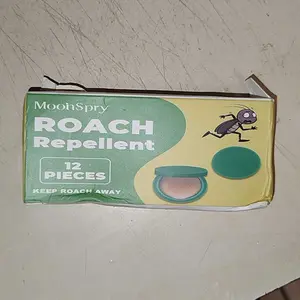 MoohSpry
ROACH
Repellent
12
PIECES
KEEP ROACH AWAY